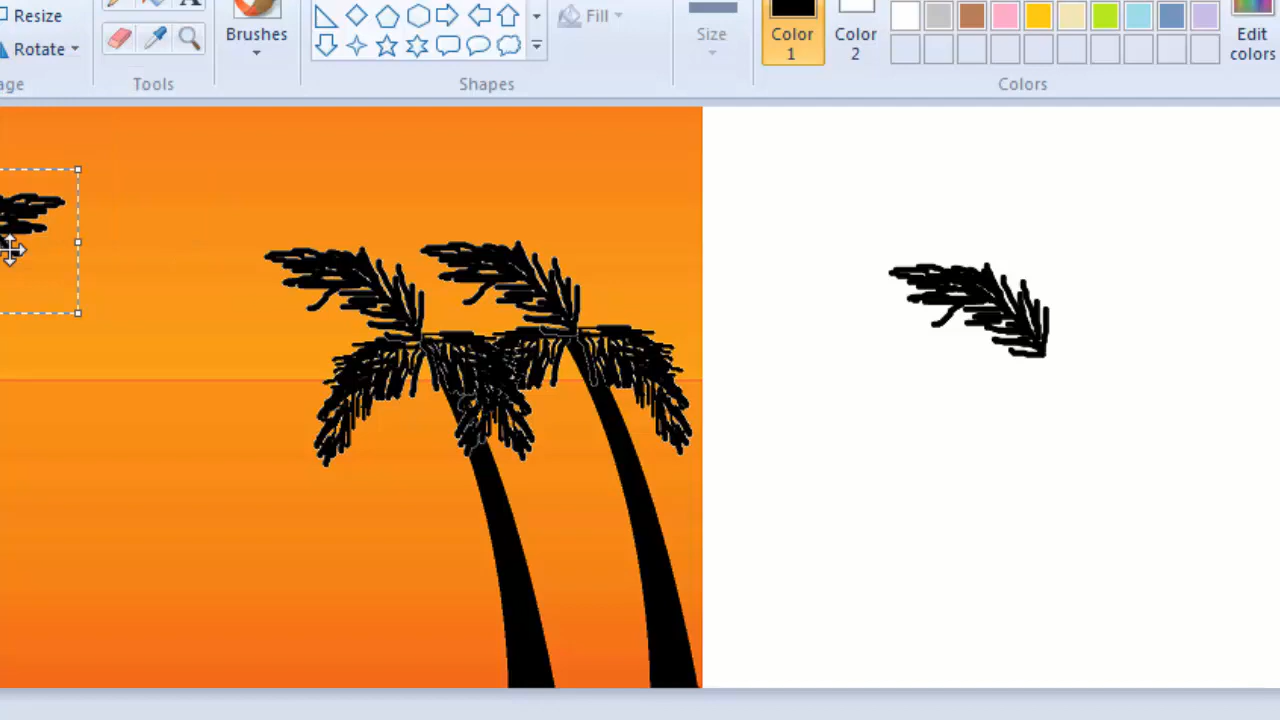 Resize
Rotate
age
A
Tools
Brushes
Shapes
Fill
Size
Color
1
Color
2
Colors
Edit
colors